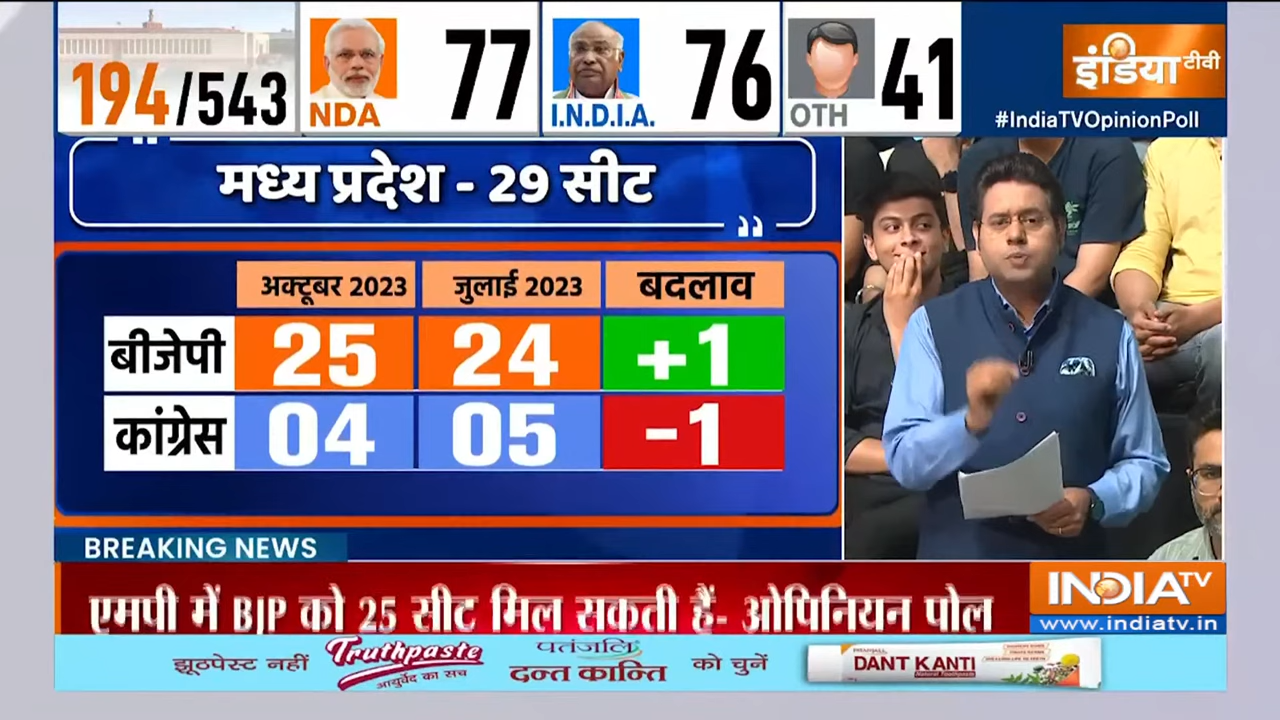 194/543
NDA
77
I.N.D.I.A.
76
OTH
41
इंडिया टीवी
#IndiaTVOpinionPoll
मध्य प्रदेश - 29 सीट
अक्टूबर 2023 जुलाई 2023 बदलाव
बीजेपी 25 24 +1
कांग्रेस 04 05 -1
BREAKING NEWS
एमपी में BJP को 25 सीट मिल सकती हैं- ओपिनियन पोल
INDIA TV
www.indiatv.in
झूठपेस्ट नहीं
Truthpaste
आयुर्वेद का सच
पतंजलि
दन्त कान्ति
को चुनें
DANT KANTI
Natural Toothpaste